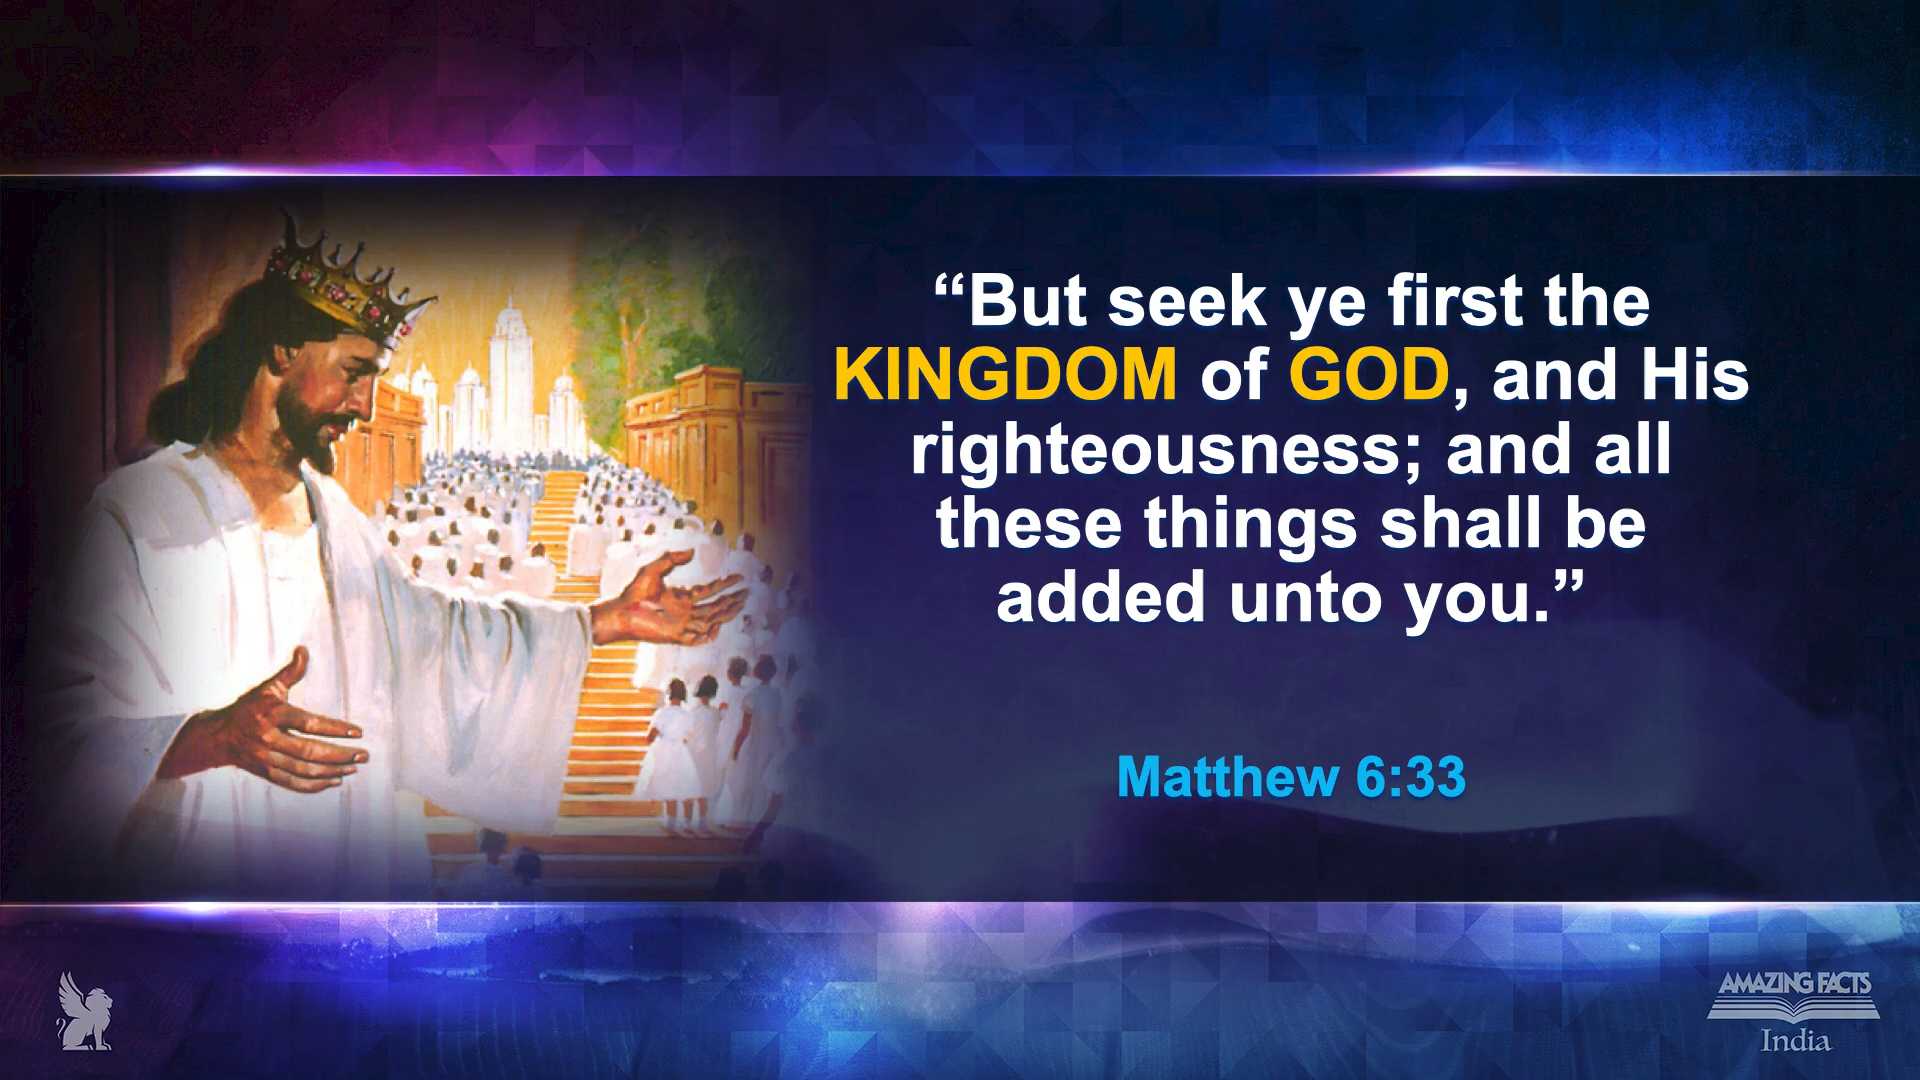 “But seek ye first the
KINGDOM of GOD, and His
righteousness; and all
these things shall be
added unto you.”
Matthew 6:33
AMAZING FACTS
India